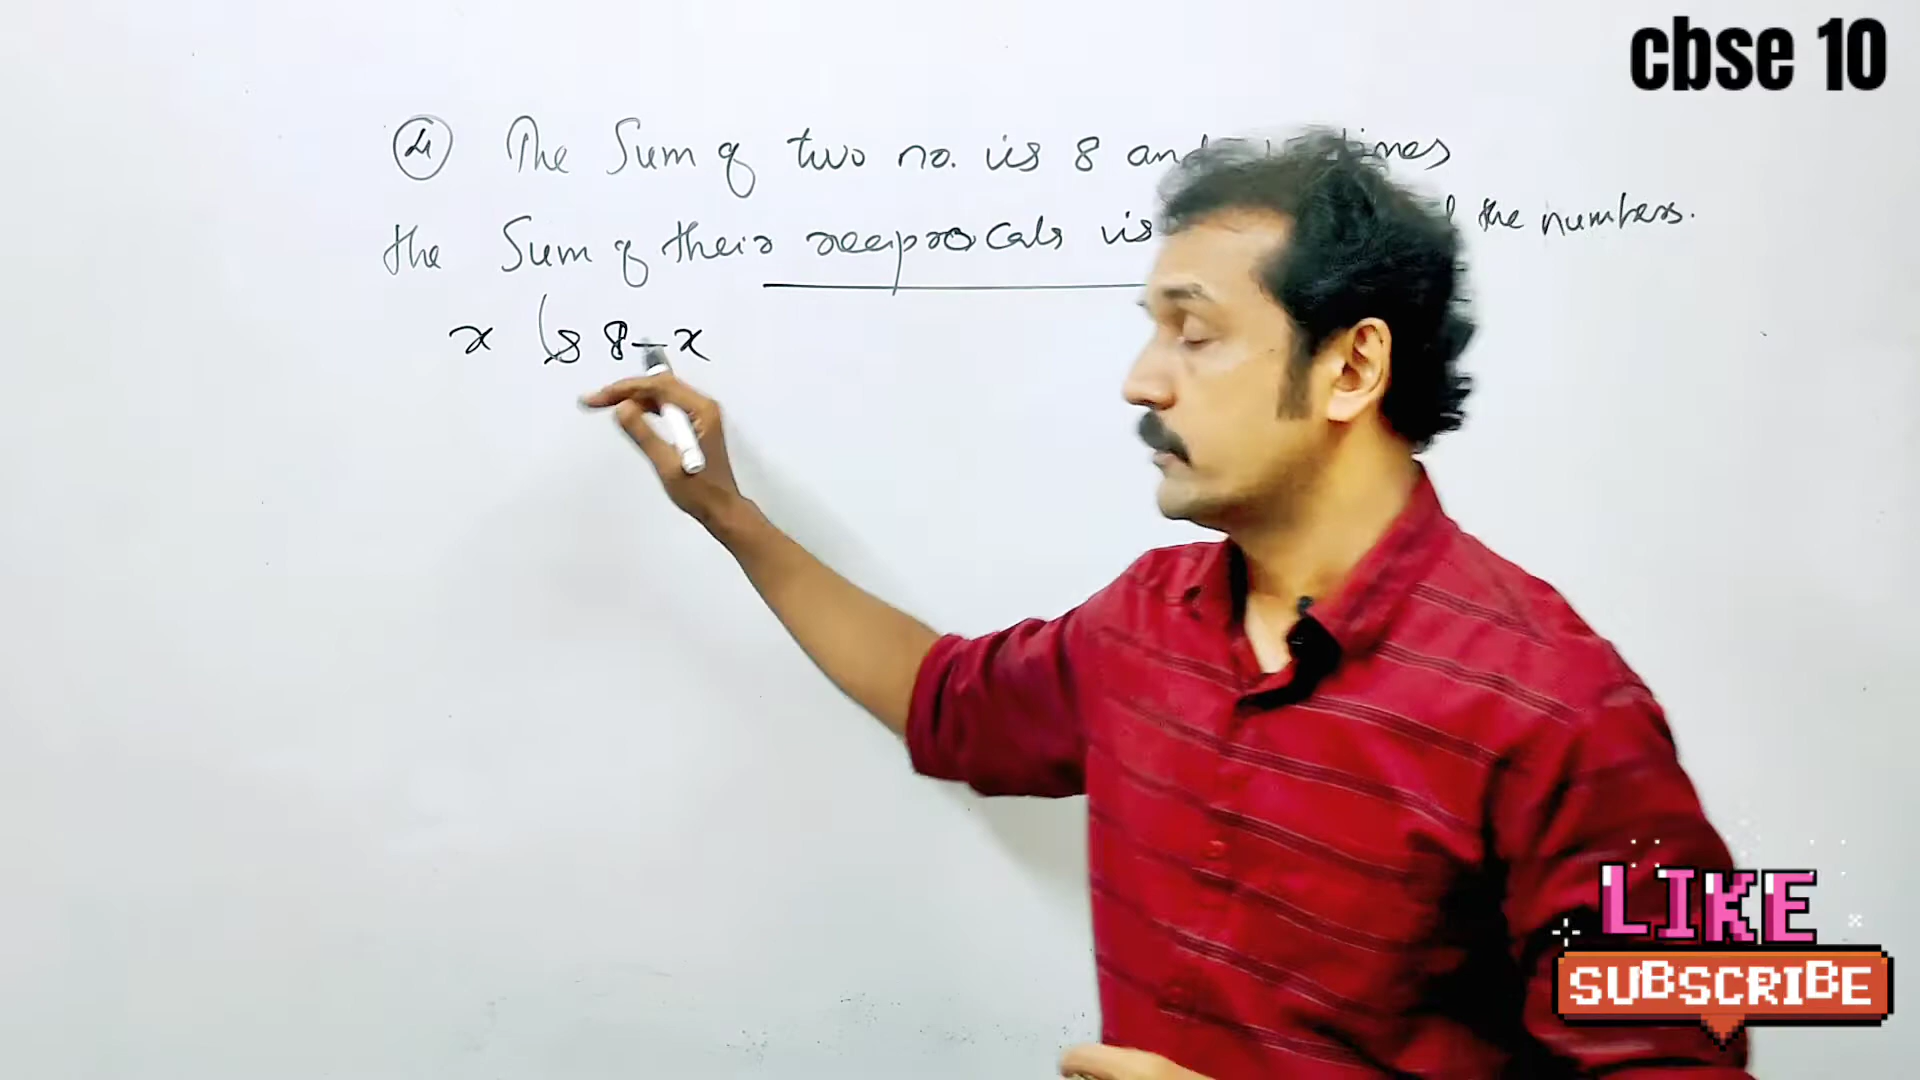 cbse 10
4 The Sum of two no. is 8 and times
the Sum of their reciprocals is the numbers.
x & 8-x
LIKE
SUBSCRIBE